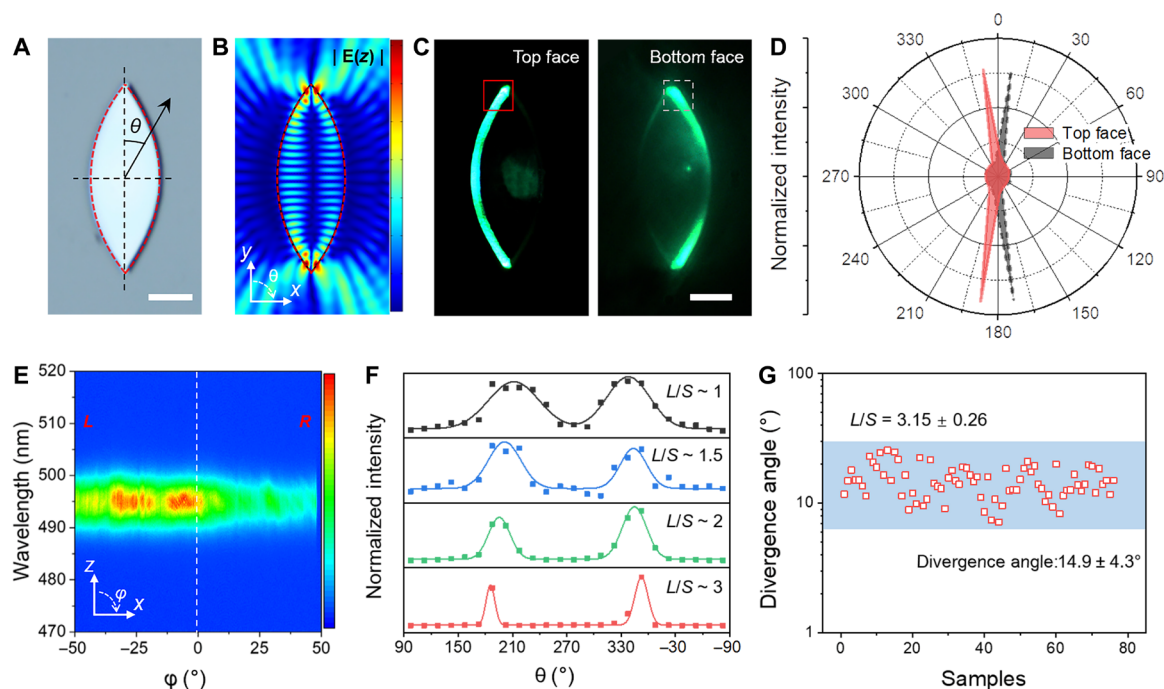 A
θ
B
| E(z) |
y
θ
x
C
Top face
Bottom face
D
Normalized intensity
0
30
60
90
120
150
180
210
240
270
300
330
Top face
Bottom face
E
Wavelength (nm)
520
510
500
490
480
470
L
R
z
φ
x
–50
–25
0
25
50
φ (°)
F
Normalized intensity
L/S ~ 1
L/S ~ 1.5
L/S ~ 2
L/S ~ 3
90
150
210
270
330
–30
–90
θ (°)
G
Divergence angle (°)
100
10
1
L/S = 3.15 ± 0.26
Divergence angle:14.9 ± 4.3°
0
20
40
60
80
Samples